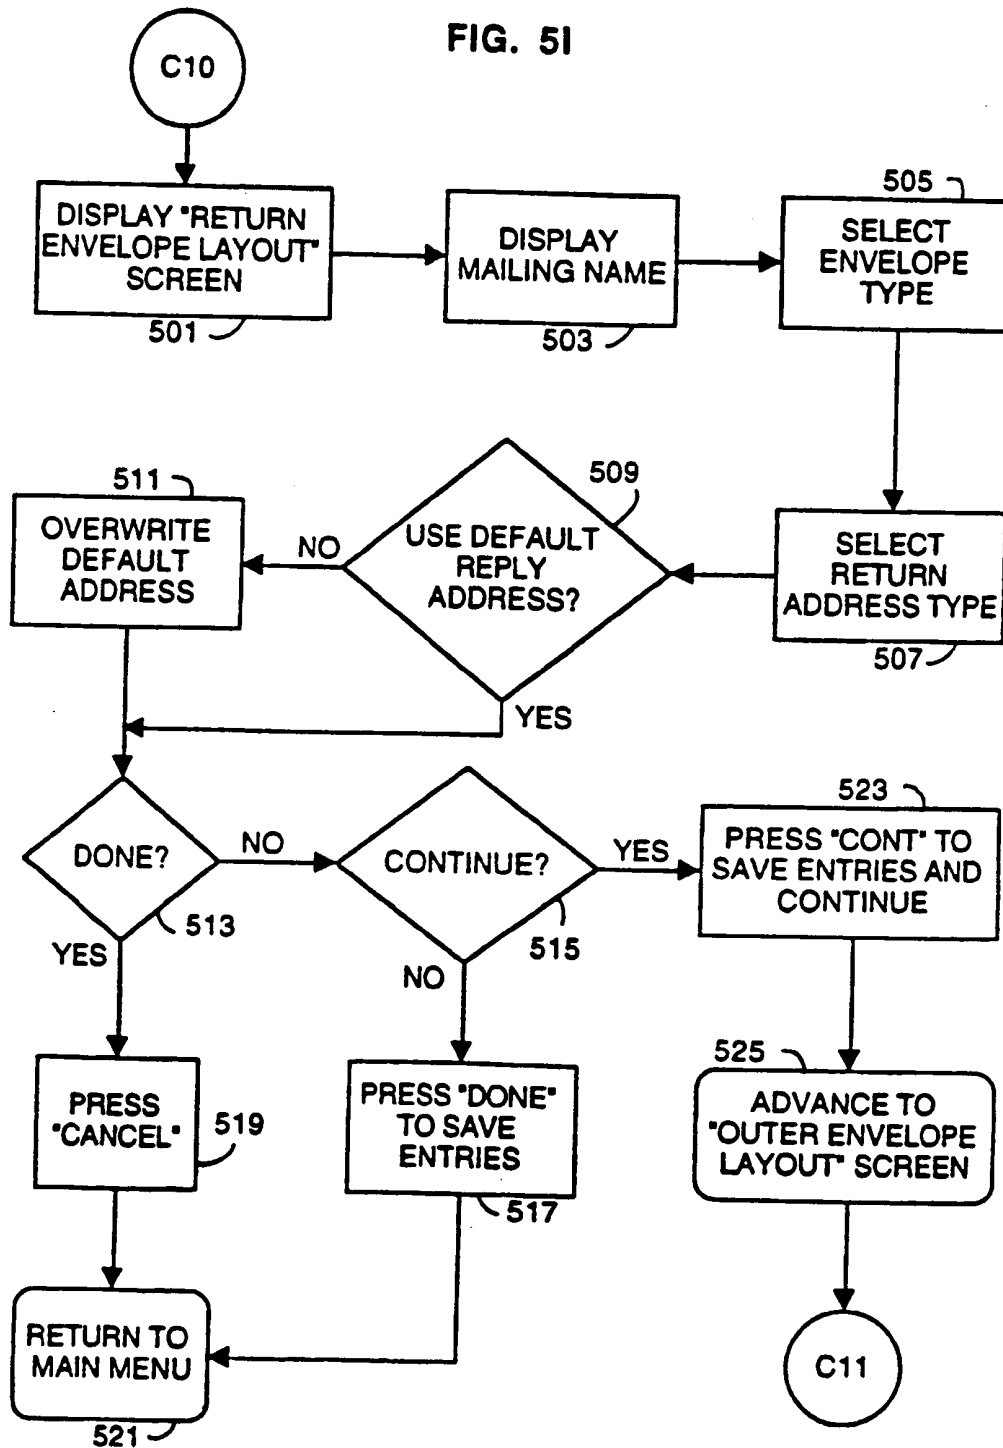 FIG. 5I
C10
DISPLAY "RETURN
ENVELOPE LAYOUT"
SCREEN
501
DISPLAY
MAILING NAME
503
505
SELECT
ENVELOPE
TYPE
511
OVERWRITE
DEFAULT
ADDRESS
NO
509
USE DEFAULT
REPLY
ADDRESS?
YES
SELECT
RETURN
ADDRESS TYPE
507
DONE?
NO
513
YES
CONTINUE?
YES
515
NO
523
PRESS "CONT" TO
SAVE ENTRIES AND
CONTINUE
PRESS
"CANCEL"
519
PRESS "DONE"
TO SAVE
ENTRIES
517
525
ADVANCE TO
"OUTER ENVELOPE
LAYOUT" SCREEN
RETURN TO
MAIN MENU
521
C11